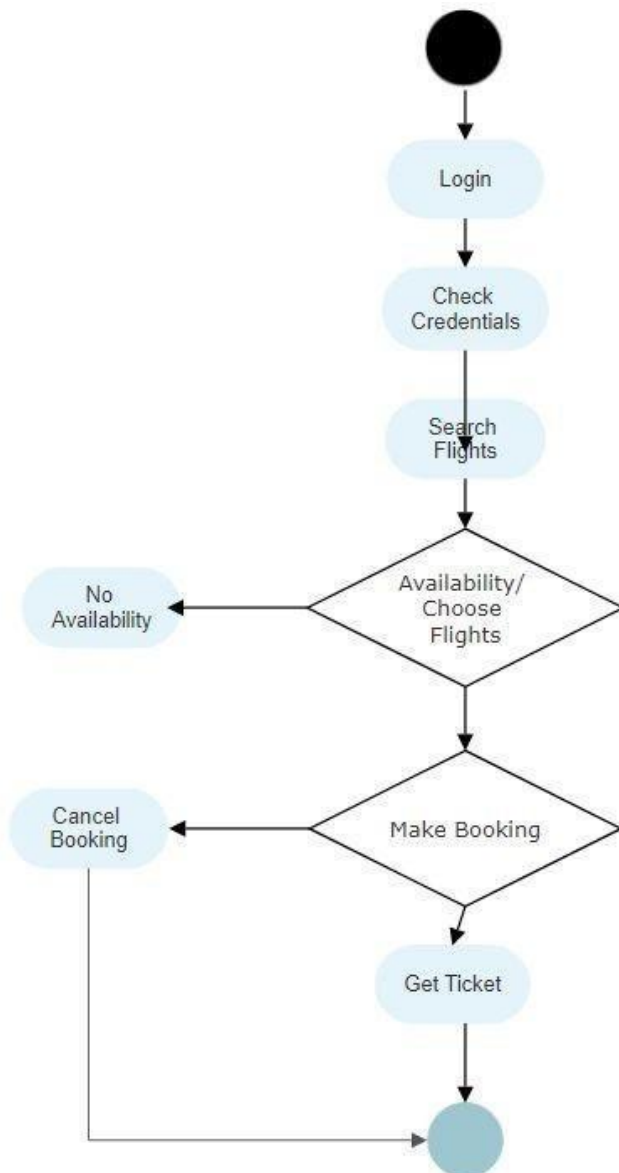 Login
Check
Credentials
Search
Flights
Availability/
Choose
Flights
No
Availability
Make Booking
Cancel
Booking
Get Ticket